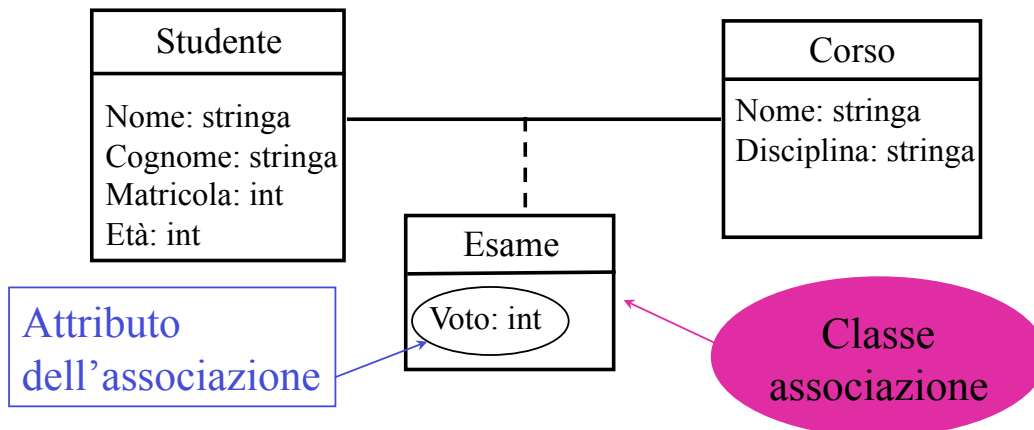 Studente
Nome: stringa
Cognome: stringa
Matricola: int
Età: int
Corso
Nome: stringa
Disciplina: stringa
Esame
Voto: int
Attributo
dell’associazione
Classe
associazione